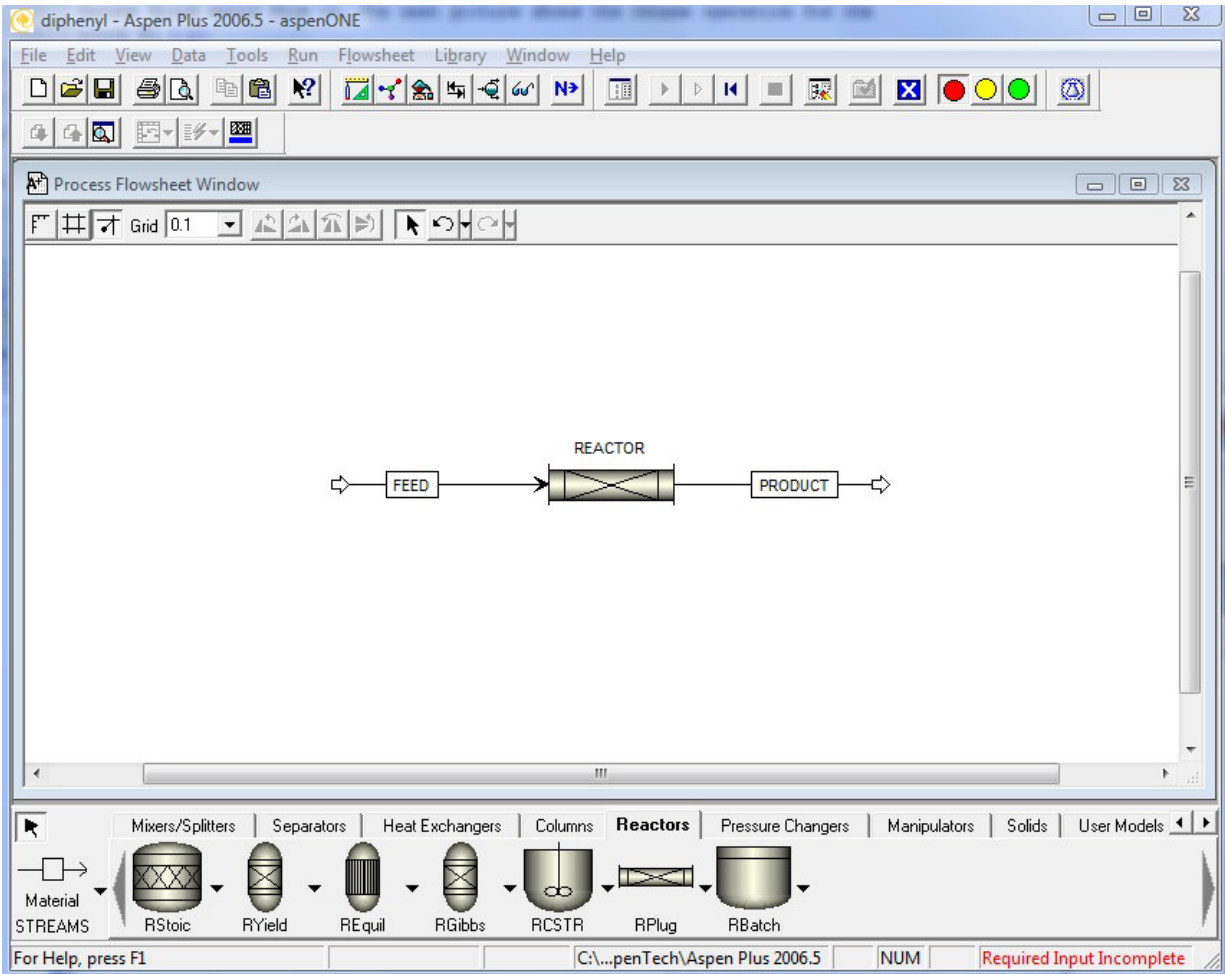 diphenyl - Aspen Plus 2006.5 - aspenONE
File Edit View Data Tools Run Flowsheet Library Window Help
N
Process Flowsheet Window
Grid 0.1
REACTOR
FEED PRODUCT
Mixers/Splitters Separators Heat Exchangers Columns Reactors Pressure Changers Manipulators Solids User Models
Material
STREAMS RStoic RYield REquil RGibbs RCSTR RPlug RBatch
For Help, press F1 C:\...penTech\Aspen Plus 2006.5 NUM Required Input Incomplete